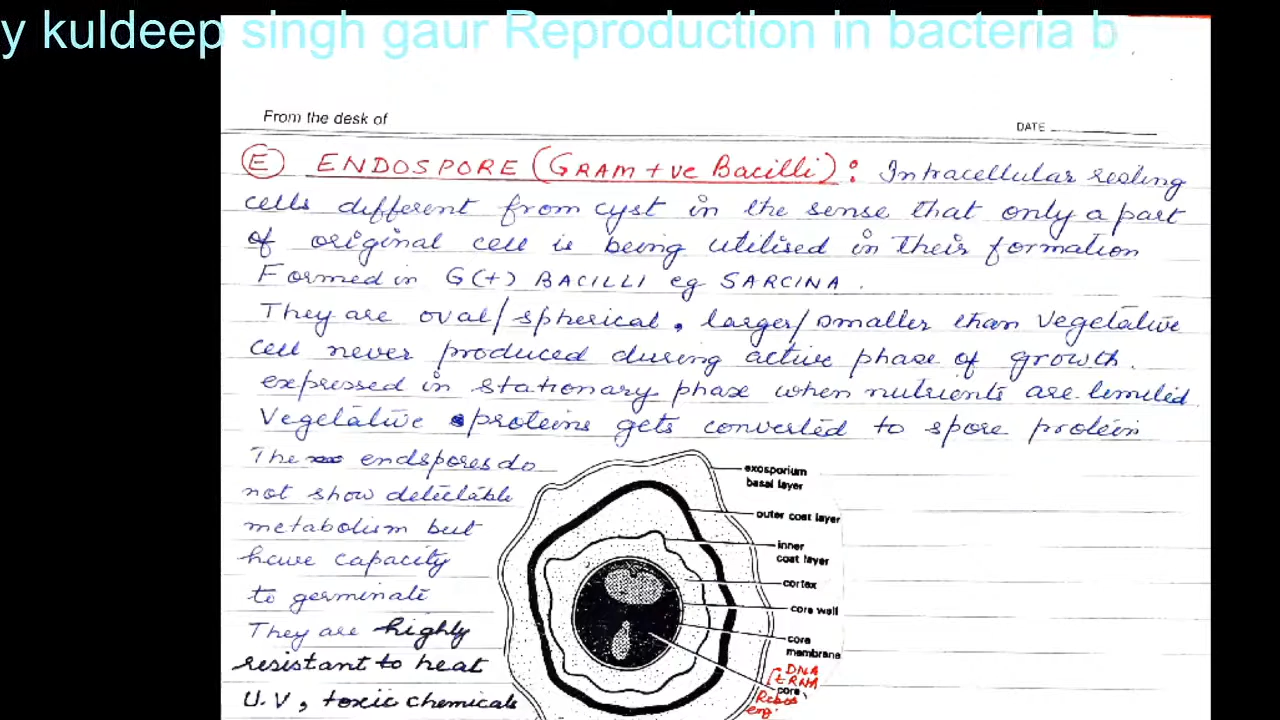 y kuldeep singh gaur Reproduction in bacteria b
From the desk of
DATE
(E) ENDOSPORE (GRAM +ve Bacilli) : Intracellular resting
cells different from cyst in the sense that only a part
of original cell is being utilised in their formation
Formed in G(+) BACILLI eg SARCINA.
They are oval/spherical, larger/smaller than vegetative
cell never produced during active phase of growth.
expressed in stationary phase when nutrients are limited.
Vegetative proteins gets converted to spore protein
The endspores do
not show detectable
metabolism but
have capacity
to germinate
They are highly
resistant to heat
U.V, toxic chemicals
exosporium
basal layer
outer coat layer
inner
coat layer
cortex
core wall
core
membrane
DNA
tRNA
core
Ribos
eng.